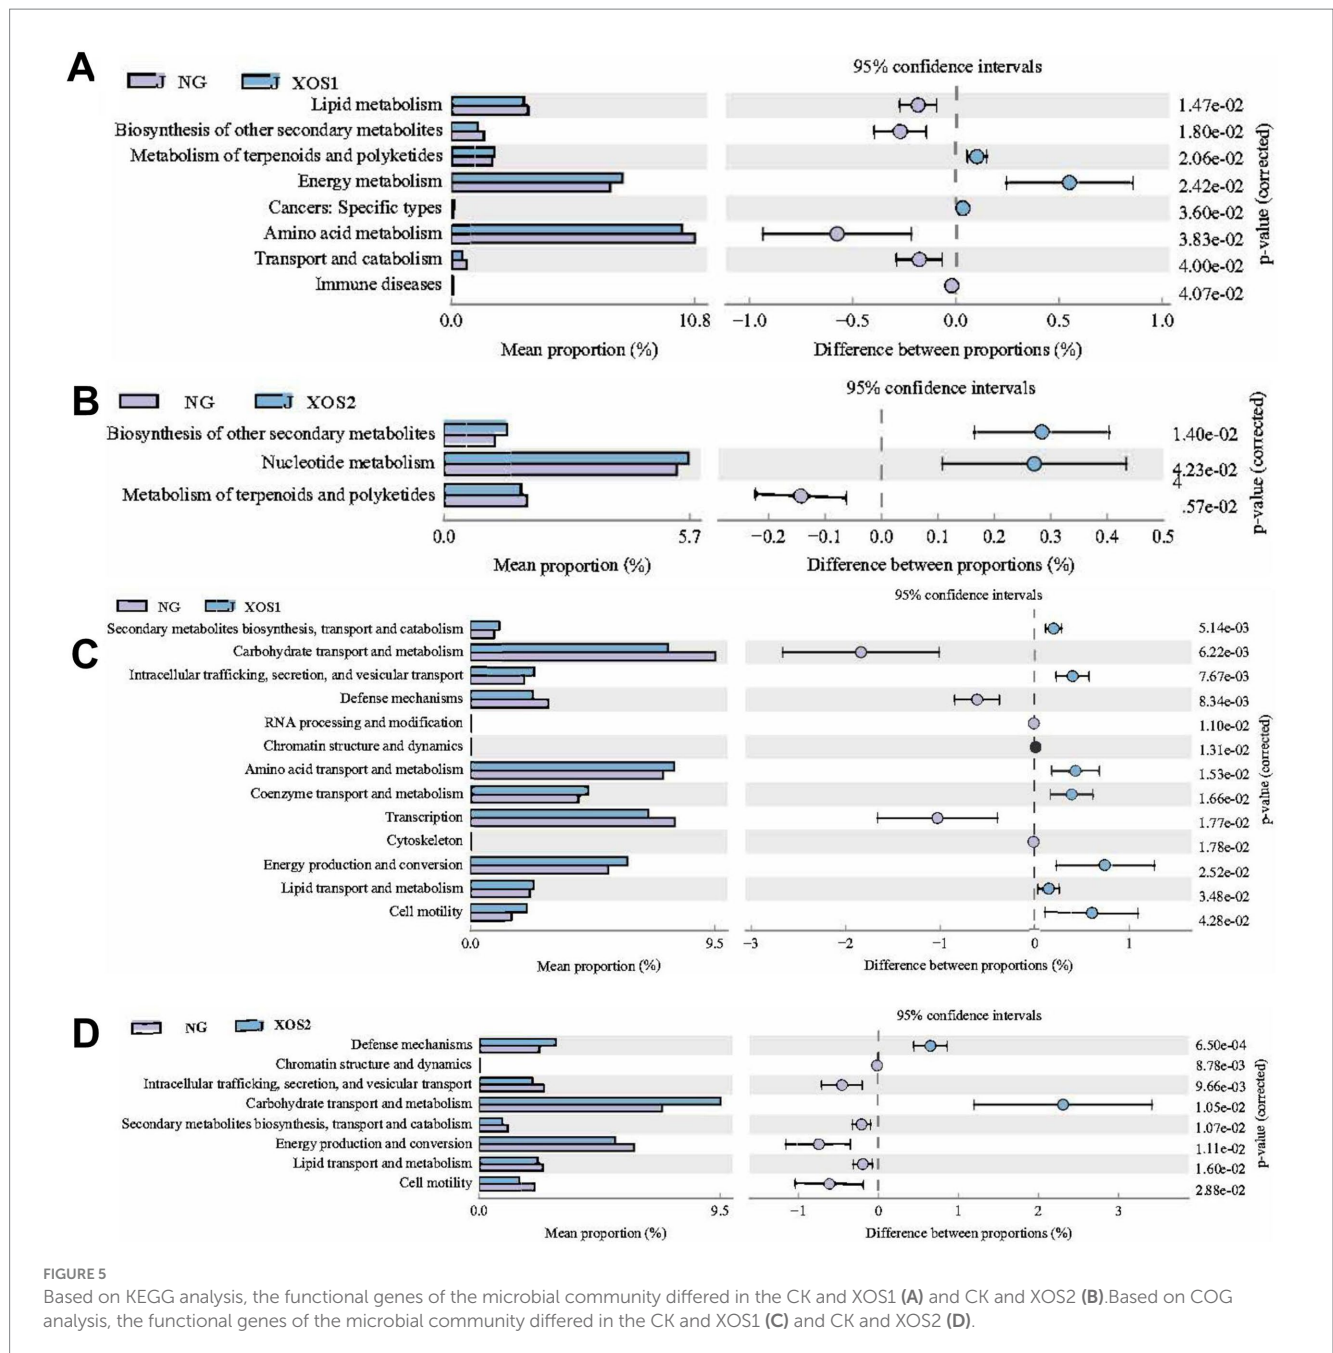 A
NG XOS1
95% confidence intervals
Lipid metabolism 1.47e-02
Biosynthesis of other secondary metabolites 1.80e-02
Metabolism of terpenoids and polyketides 2.06e-02
Energy metabolism 2.42e-02
Cancers: Specific types 3.60e-02
Amino acid metabolism 3.83e-02
Transport and catabolism 4.00e-02
Immune diseases 4.07e-02
p-value (corrected)
0.0 10.8 −1.0 −0.5 0.0 0.5 1.0
Mean proportion (%) Difference between proportions (%)
B
NG XOS2
95% confidence intervals
Biosynthesis of other secondary metabolites 1.40e-02
Nucleotide metabolism 4.23e-02
4
Metabolism of terpenoids and polyketides .57e-02
p-value (corrected)
0.0 5.7 −0.2 −0.1 0.0 0.1 0.2 0.3 0.4 0.5
Mean proportion (%) Difference between proportions (%)
C
NG XOS1
95% confidence intervals
Secondary metabolites biosynthesis, transport and catabolism 5.14e-03
Carbohydrate transport and metabolism 6.22e-03
Intracellular trafficking, secretion, and vesicular transport 7.67e-03
Defense mechanisms 8.34e-03
RNA processing and modification 1.10e-02
Chromatin structure and dynamics 1.31e-02
Amino acid transport and metabolism 1.53e-02
Coenzyme transport and metabolism 1.66e-02
Transcription 1.77e-02
Cytoskeleton 1.78e-02
Energy production and conversion 2.52e-02
Lipid transport and metabolism 3.48e-02
Cell motility 4.28e-02
p-value (corrected)
0.0 9.5 −3 −2 −1 0 1
Mean proportion (%) Difference between proportions (%)
D
NG XOS2
95% confidence intervals
Defense mechanisms 6.50e-04
Chromatin structure and dynamics 8.78e-03
Intracellular trafficking, secretion, and vesicular transport 9.66e-03
Carbohydrate transport and metabolism 1.05e-02
Secondary metabolites biosynthesis, transport and catabolism 1.07e-02
Energy production and conversion 1.11e-02
Lipid transport and metabolism 1.60e-02
Cell motility 2.88e-02
p-value (corrected)
0.0 9.5 −1 0 1 2 3
Mean proportion (%) Difference between proportions (%)
FIGURE 5
Based on KEGG analysis, the functional genes of the microbial community differed in the CK and XOS1 (A) and CK and XOS2 (B).Based on COG
analysis, the functional genes of the microbial community differed in the CK and XOS1 (C) and CK and XOS2 (D).